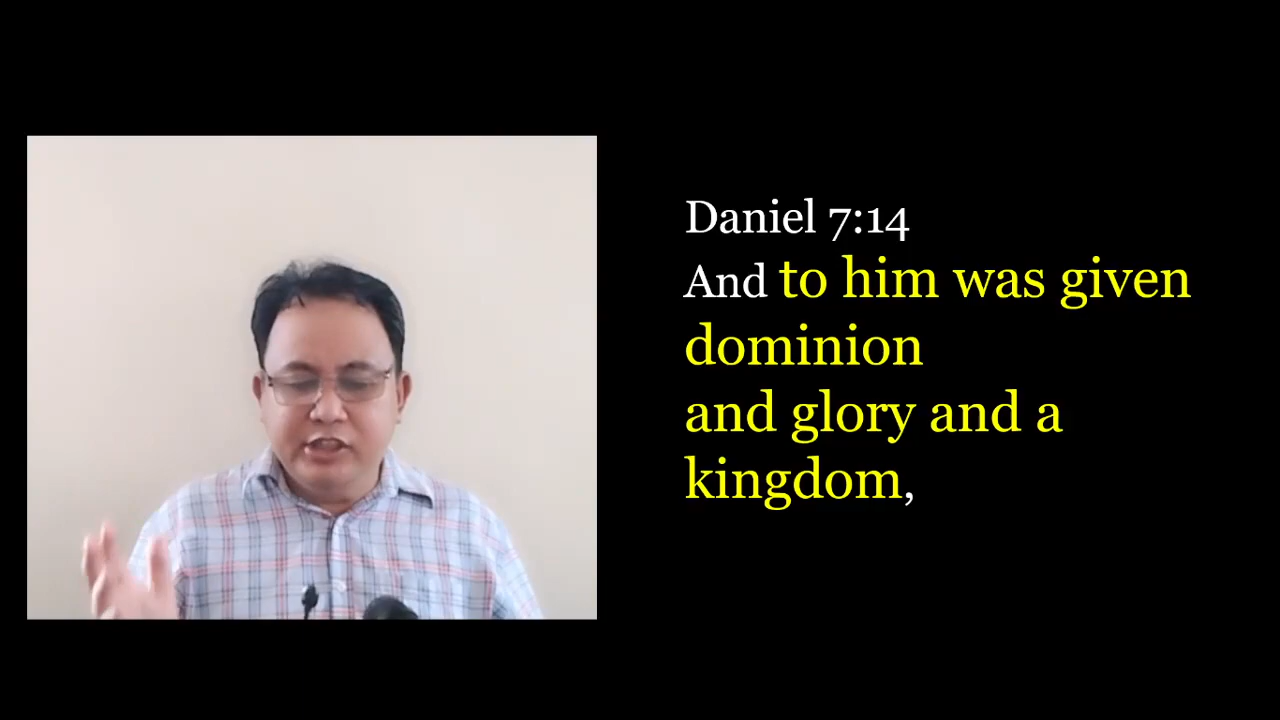 Daniel 7:14
And to him was given
dominion
and glory and a
kingdom,